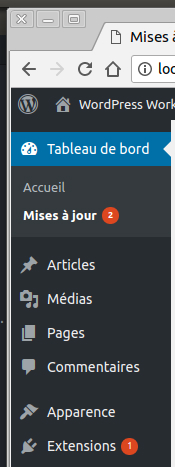 Mises à
loc
WordPress Work
Tableau de bord
Accueil
Mises à jour 2
Articles
Médias
Pages
Commentaires
Apparence
Extensions 1